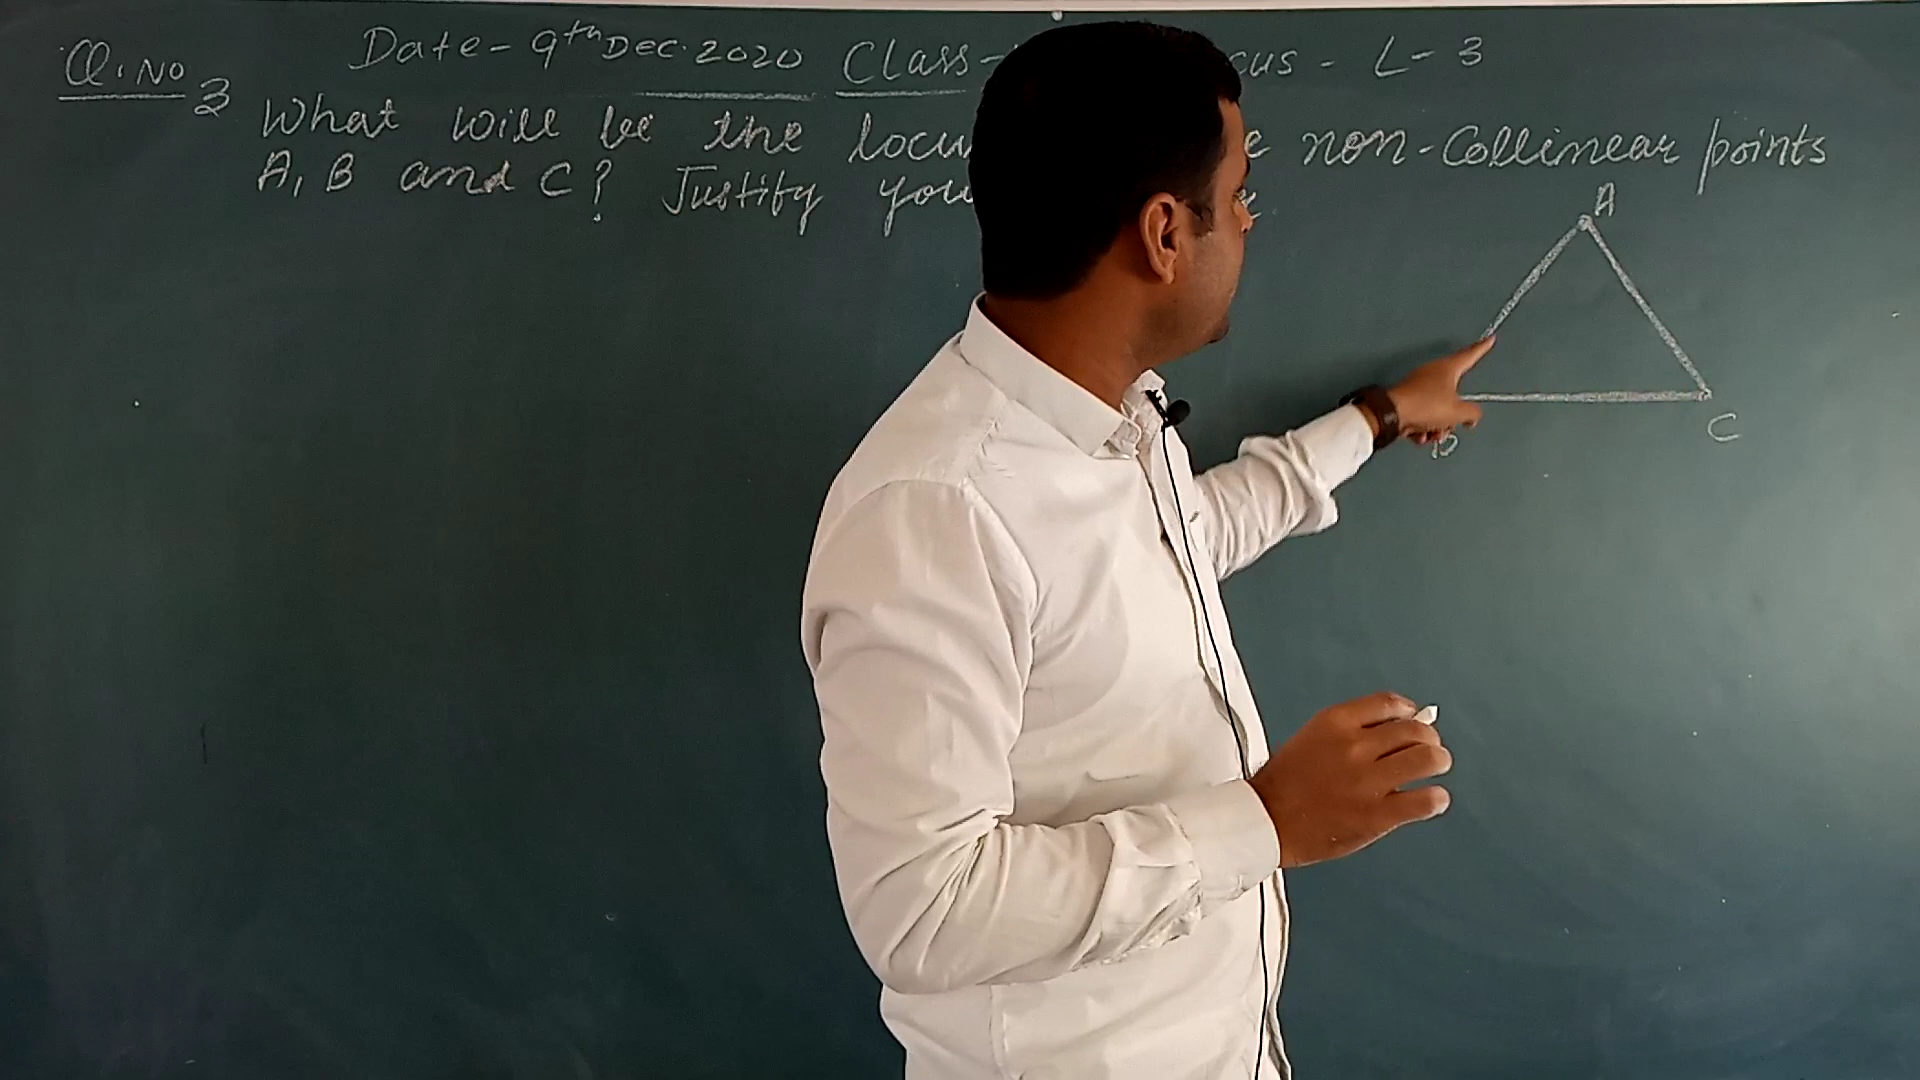 Date - 9th Dec. 2020 Class - cus - L - 3
Q. No 3
What will be the locu e non-Collinear points
A, B and C? Justify you
A
B
C